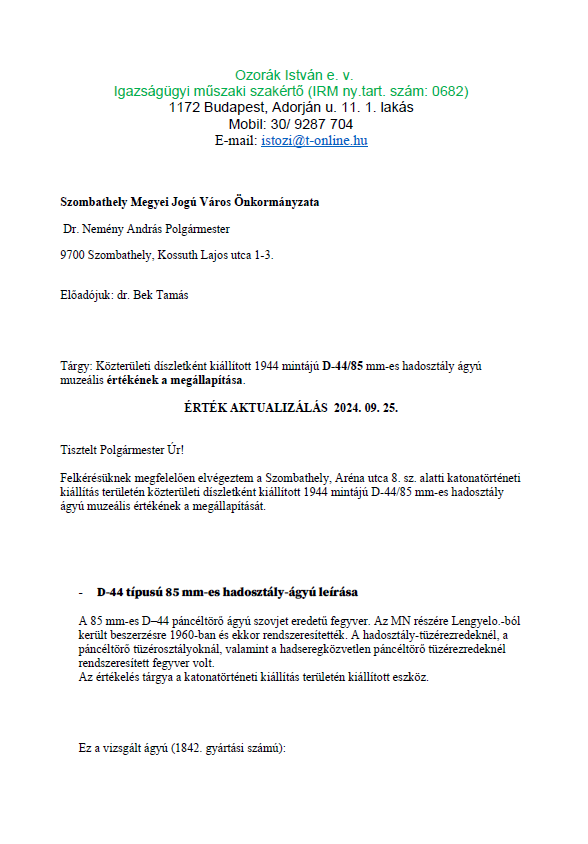 Ozorák István e. v.
Igazságügyi műszaki szakértő (IRM ny.tart. szám: 0682)
1172 Budapest, Adorján u. 11. 1. lakás
Mobil: 30/ 9287 704
E-mail: istozi@t-online.hu
Szombathely Megyei Jogú Város Önkormányzata
Dr. Nemény András Polgármester
9700 Szombathely, Kossuth Lajos utca 1-3.
Előadójuk: dr. Bek Tamás
Tárgy: Közterületi díszletként kiállított 1944 mintájú D-44/85 mm-es hadosztály ágyú
muzeális értékének a megállapítása.
ÉRTÉK AKTUALIZÁLÁS 2024. 09. 25.
Tisztelt Polgármester Úr!
Felkérésüknek megfelelően elvégeztem a Szombathely, Aréna utca 8. sz. alatti katonatörténeti
kiállítás területén közterületi díszletként kiállított 1944 mintájú D-44/85 mm-es hadosztály
ágyú muzeális értékének a megállapítását.
- D-44 típusú 85 mm-es hadosztály-ágyú leírása
A 85 mm-es D–44 páncéltörő ágyú szovjet eredetű fegyver. Az MN részére Lengyelo.-ból
került beszerzésre 1960-ban és ekkor rendszeresítették. A hadosztály-tüzérezredeknél, a
páncéltörő tüzérosztályoknál, valamint a hadseregközvetlen páncéltörő tüzérezredeknél
rendszeresített fegyver volt.
Az értékelés tárgya a katonatörténeti kiállítás területén kiállított eszköz.
Ez a vizsgált ágyú (1842. gyártási számú):